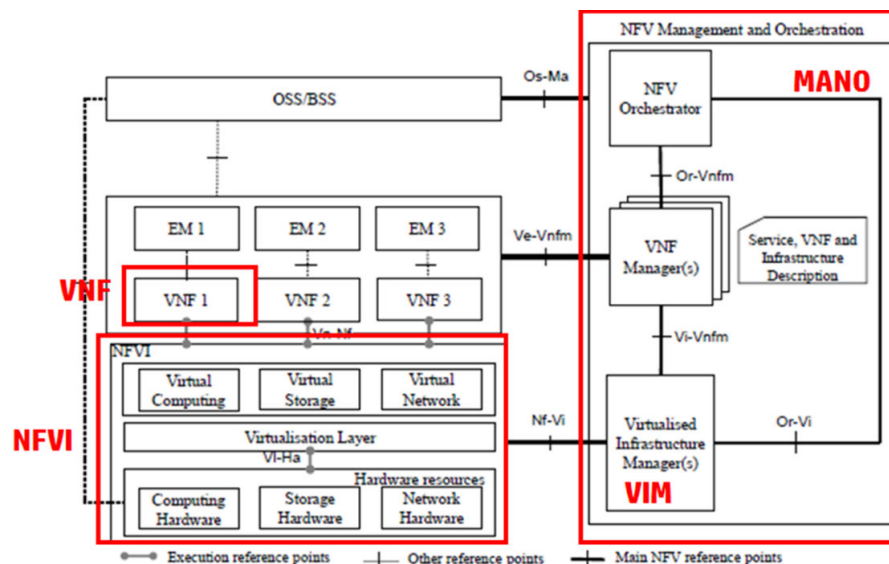 NFV Management and Orchestration
Os-Ma
OSS/BSS
NFV
Orchestrator
MANO
Or-Vnfm
EM 1
EM 2
EM 3
Ve-Vnfm
VNF
Manager(s)
Service, VNF and
Infrastructure
Description
VNF
VNF 1
VNF 2
VNF 3
Vn-Nf
NFVI
Vi-Vnfm
Virtual
Computing
Virtual
Storage
Virtual
Network
NFVI
Virtualisation Layer
Nf-Vi
Virtualised
Infrastructure
Manager(s)
Or-Vi
VI-Ha
Hardware resources
VIM
Computing
Hardware
Storage
Hardware
Network
Hardware
Execution reference points
Other reference points
Main NFV reference points